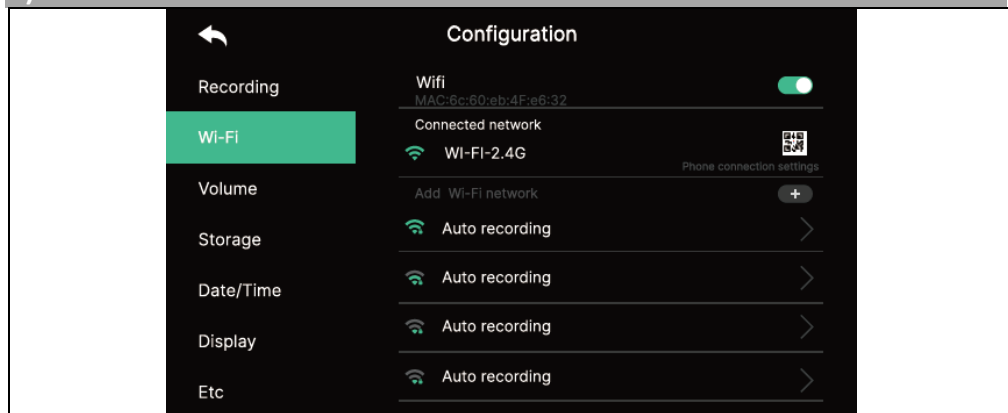 Configuration
Recording
Wi-Fi
Volume
Storage
Date/Time
Display
Etc
Wifi
MAC:6c:60:eb:4F:e6:32
Connected network
WI-FI-2.4G
Phone connection settings
Add Wi-Fi network
Auto recording
Auto recording
Auto recording
Auto recording